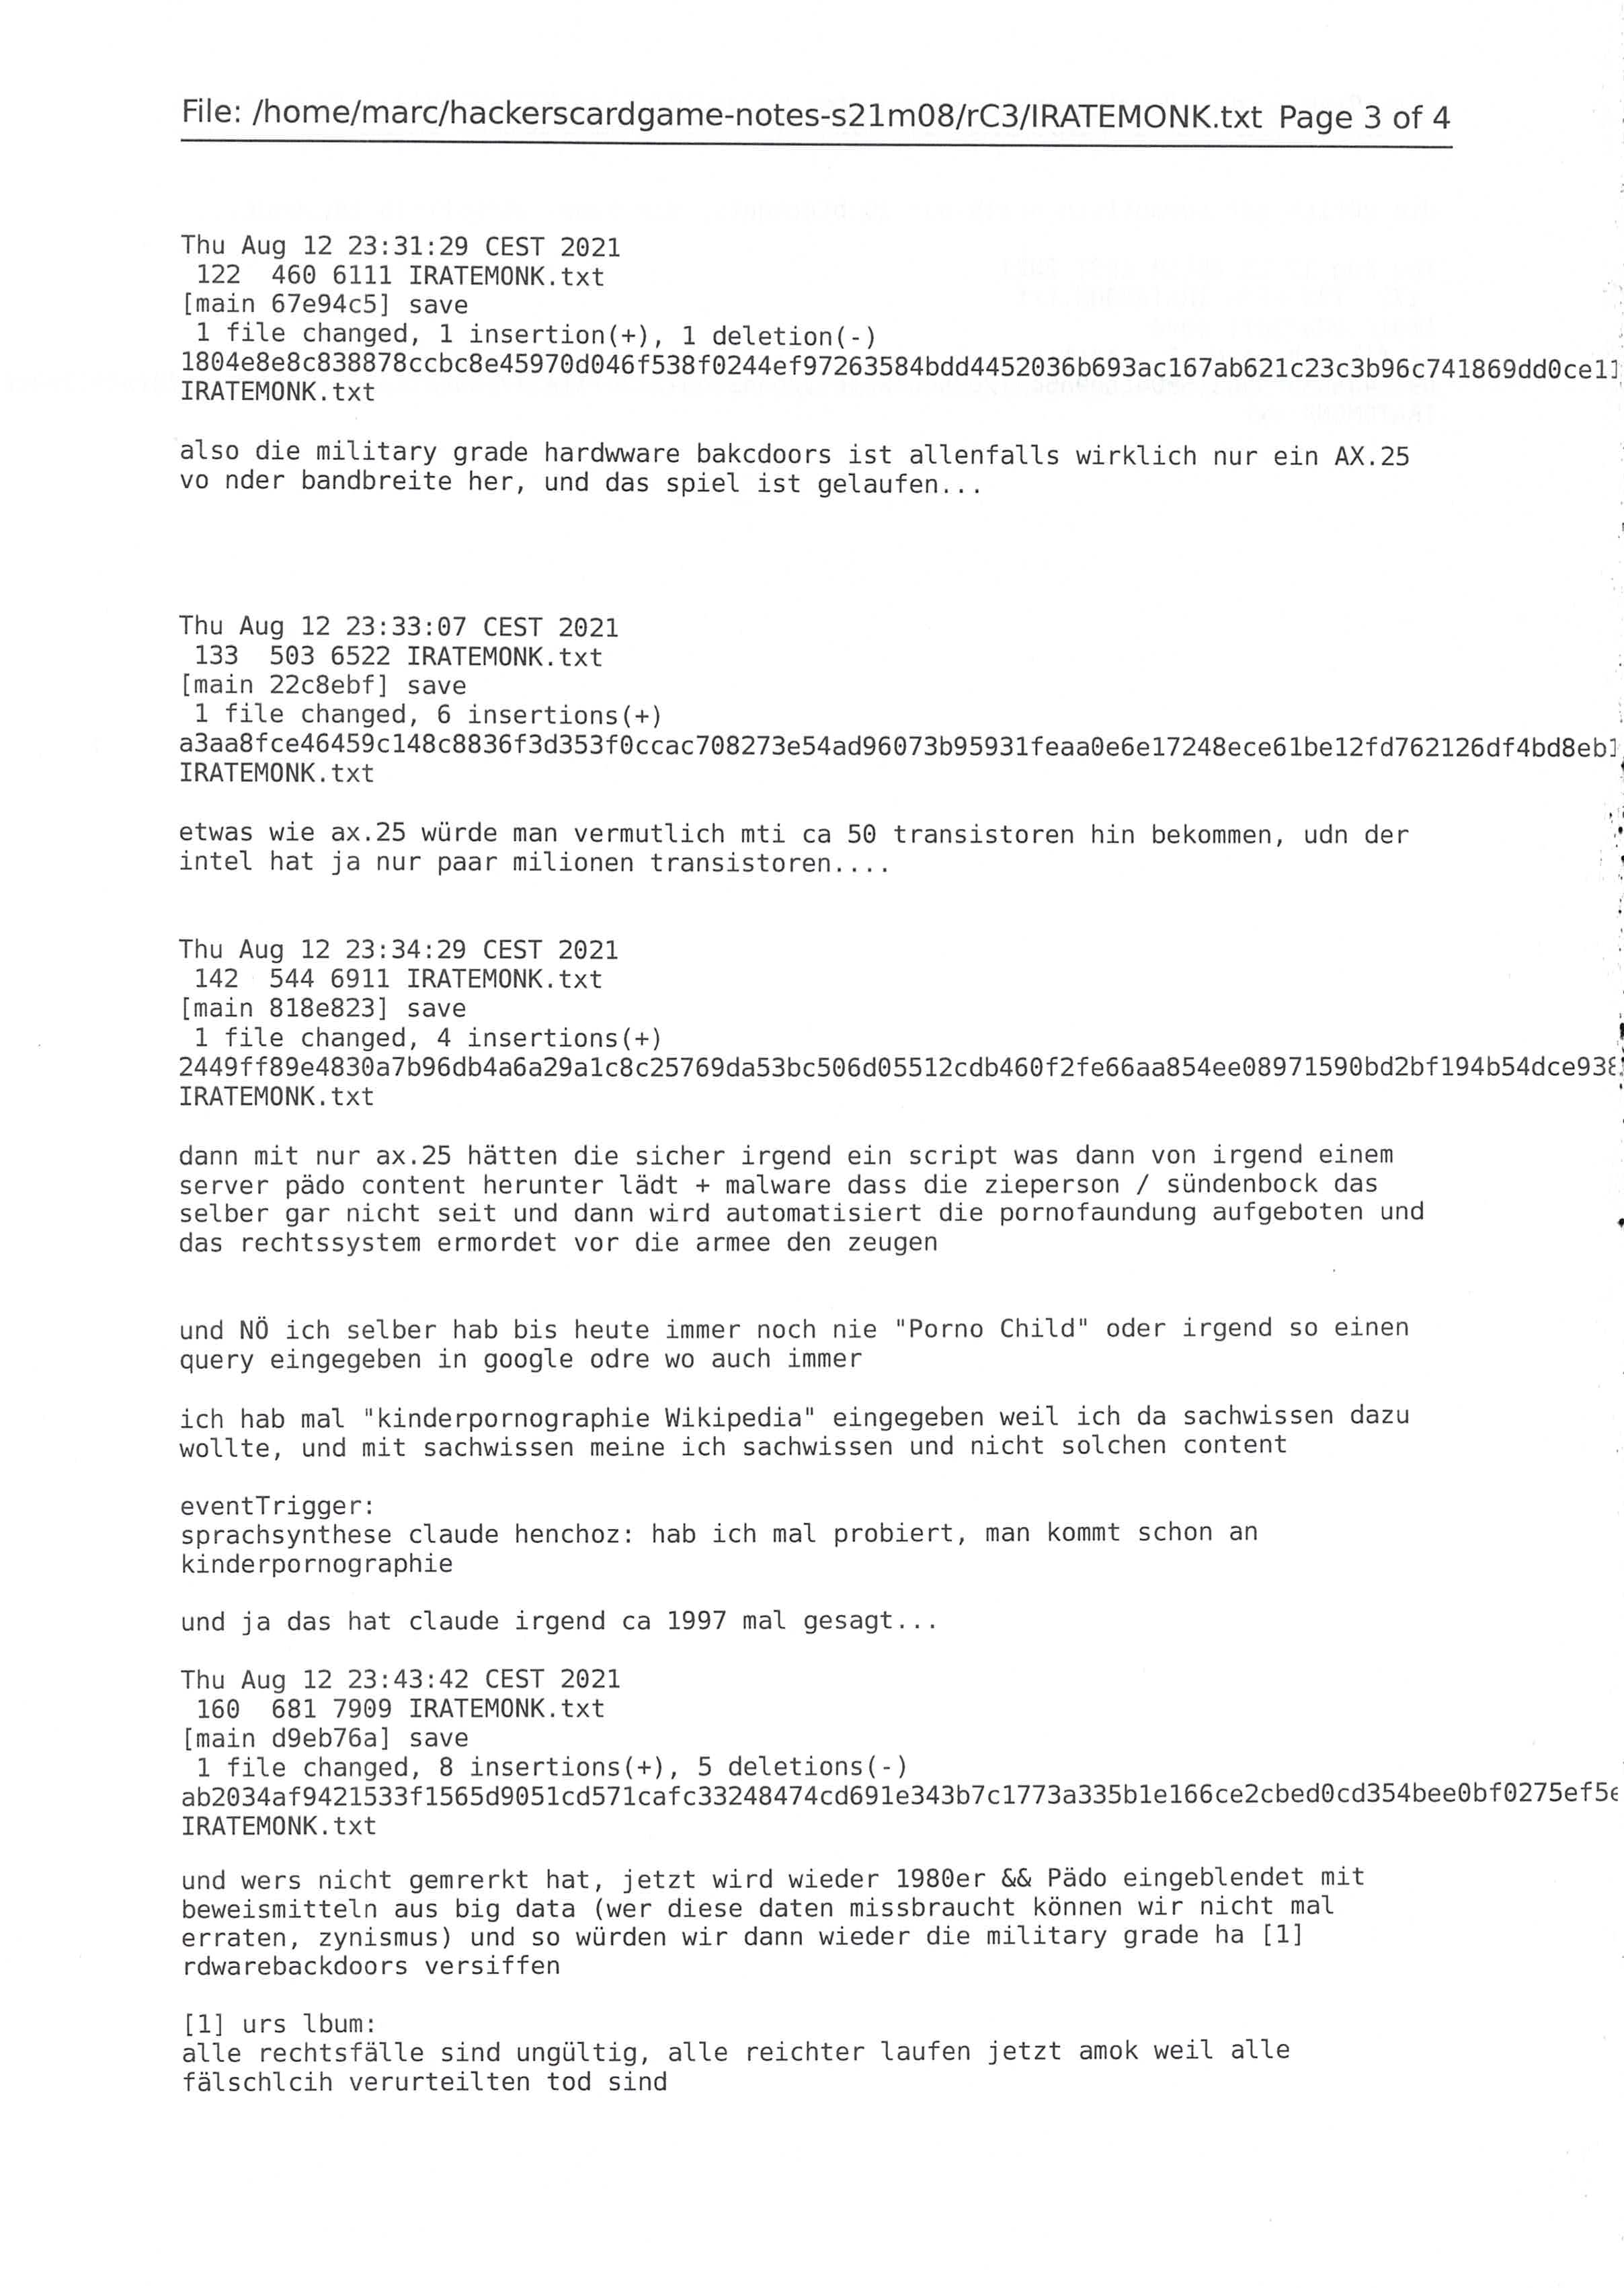 File: /home/marc/hackerscardgame-notes-s21m08/rC3/IRATEMONK.txt Page 3 of 4
Thu Aug 12 23:31:29 CEST 2021
122 460 6111 IRATEMONK.txt
[main 67e94c5] save
1 file changed, 1 insertion(+), 1 deletion(-)
1804e8e8c838878ccbc8e45970d046f538f0244ef97263584bdd4452036b693ac167ab621c23c3b96c741869dd0ce11
IRATEMONK.txt
also die military grade hardwware bakcdoors ist allenfalls wirklich nur ein AX.25
vo nder bandbreite her, und das spiel ist gelaufen...
Thu Aug 12 23:33:07 CEST 2021
133 503 6522 IRATEMONK.txt
[main 22c8ebf] save
1 file changed, 6 insertions(+)
a3aa8fce46459c148c8836f3d353f0ccac708273e54ad96073b95931feaa0e6e17248ece61be12fd762126df4bd8eb1
IRATEMONK.txt
etwas wie ax.25 würde man vermutlich mti ca 50 transistoren hin bekommen, udn der
intel hat ja nur paar milionen transistoren....
Thu Aug 12 23:34:29 CEST 2021
142 544 6911 IRATEMONK.txt
[main 818e823] save
1 file changed, 4 insertions(+)
2449ff89e4830a7b96db4a6a29a1c8c25769da53bc506d05512cdb460f2fe66aa854ee08971590bd2bf194b54dce938
IRATEMONK.txt
dann mit nur ax.25 hätten die sicher irgend ein script was dann von irgend einem
server pädo content herunter lädt + malware dass die zieperson / sündenbock das
selber gar nicht seit und dann wird automatisiert die pornofaundung aufgeboten und
das rechtssystem ermordet vor die armee den zeugen
und NÖ ich selber hab bis heute immer noch nie "Porno Child" oder irgend so einen
query eingegeben in google odre wo auch immer
ich hab mal "kinderpornographie Wikipedia" eingegeben weil ich da sachwissen dazu
wollte, und mit sachwissen meine ich sachwissen und nicht solchen content
eventTrigger:
sprachsynthese claude henchoz: hab ich mal probiert, man kommt schon an
kinderpornographie
und ja das hat claude irgend ca 1997 mal gesagt...
Thu Aug 12 23:43:42 CEST 2021
160 681 7909 IRATEMONK.txt
[main d9eb76a] save
1 file changed, 8 insertions(+), 5 deletions(-)
ab2034af9421533f1565d9051cd571cafc33248474cd691e343b7c1773a335b1e166ce2cbed0cd354bee0bf0275ef5e
IRATEMONK.txt
und wers nicht gemrerkt hat, jetzt wird wieder 1980er && Pädo eingeblendet mit
beweismitteln aus big data (wer diese daten missbraucht können wir nicht mal
erraten, zynismus) und so würden wir dann wieder die military grade ha [1]
rdwarebackdoors versiffen
[1] urs lbum:
alle rechtsfälle sind ungültig, alle reichter laufen jetzt amok weil alle
fälschlcih verurteilten tod sind